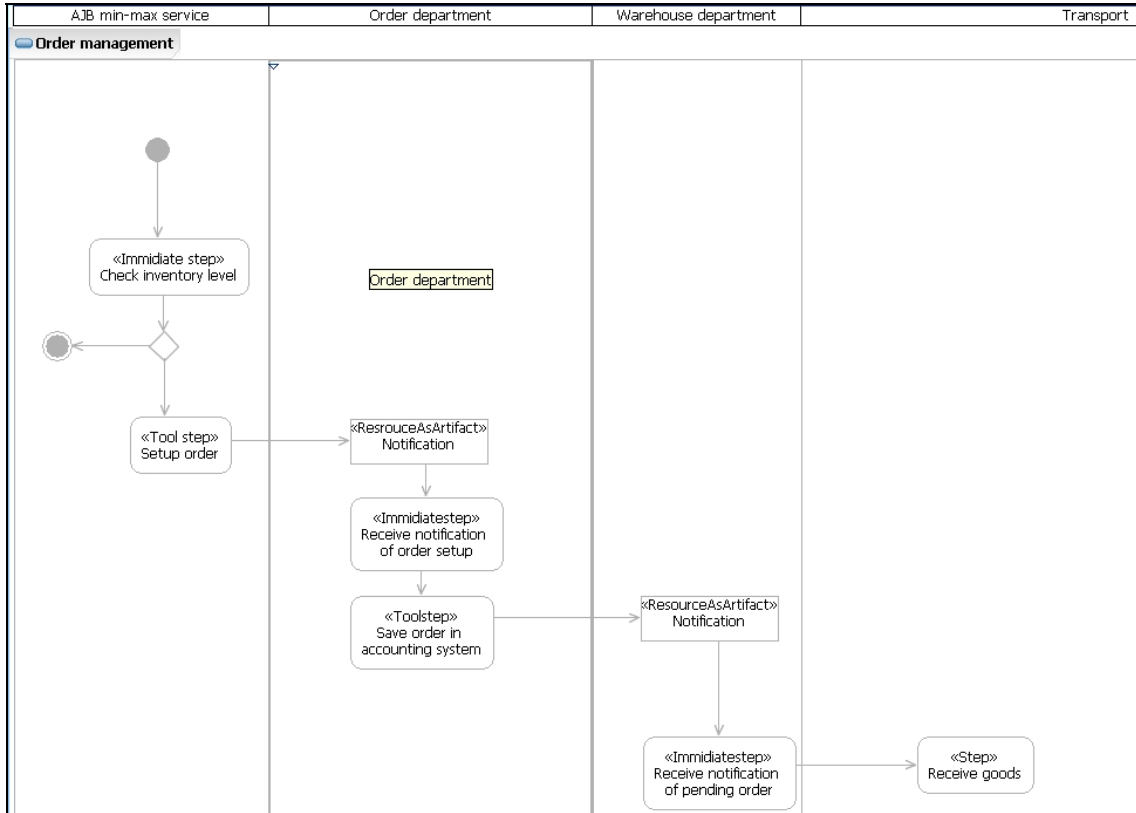 AJB min-max service
Order department
Warehouse department
Transport
Order management
«Immidiate step»
Check inventory level
Order department
«Tool step»
Setup order
«ResrouceAsArtifact»
Notification
«Immidiatestep»
Receive notification
of order setup
«Toolstep»
Save order in
accounting system
«ResourceAsArtifact»
Notification
«Immidiatestep»
Receive notification
of pending order
«Step»
Receive goods